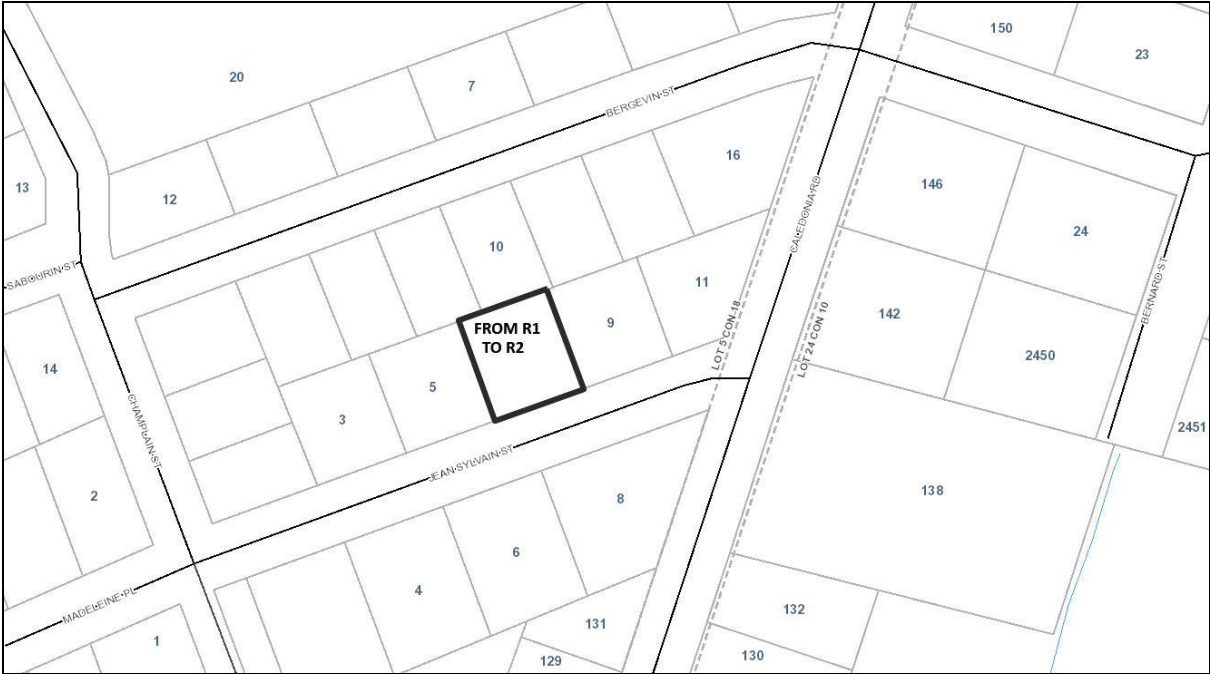 150
23
20
7
BERGEVIN ST
16
13
12
146
CALEDONIA RD
24
10
SABOURIN ST
11
BERNARD ST
9
142
LOT 5 CON 18
LOT 24 CON 10
FROM R1
TO R2
2450
14
5
3
CHAMPLAIN ST
2451
JEAN SYLVAIN ST
2
8
138
6
4
MADELEINE PL
132
131
1
130
129